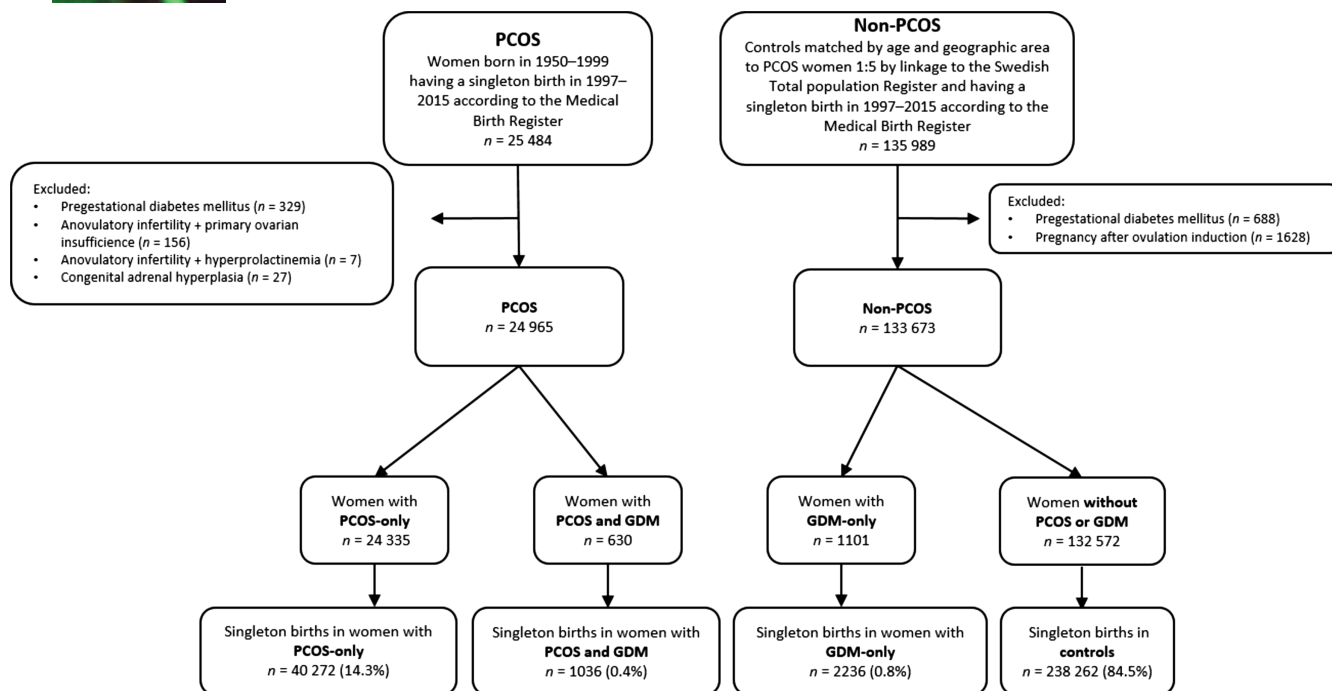 PCOS
Women born in 1950–1999
having a singleton birth in 1997–
2015 according to the Medical
Birth Register
n = 25 484
Non-PCOS
Controls matched by age and geographic area
to PCOS women 1:5 by linkage to the Swedish
Total population Register and having a
singleton birth in 1997–2015 according to the
Medical Birth Register
n = 135 989
Excluded:
• Pregestational diabetes mellitus (n = 329)
• Anovulatory infertility + primary ovarian
insufficience (n = 156)
• Anovulatory infertility + hyperprolactinemia (n = 7)
• Congenital adrenal hyperplasia (n = 27)
Excluded:
• Pregestational diabetes mellitus (n = 688)
• Pregnancy after ovulation induction (n = 1628)
PCOS
n = 24 965
Non-PCOS
n = 133 673
Women with
PCOS-only
n = 24 335
Women with
PCOS and GDM
n = 630
Women with
GDM-only
n = 1101
Women without
PCOS or GDM
n = 132 572
Singleton births in women with
PCOS-only
n = 40 272 (14.3%)
Singleton births in women with
PCOS and GDM
n = 1036 (0.4%)
Singleton births in women with
GDM-only
n = 2236 (0.8%)
Singleton births in
controls
n = 238 262 (84.5%)